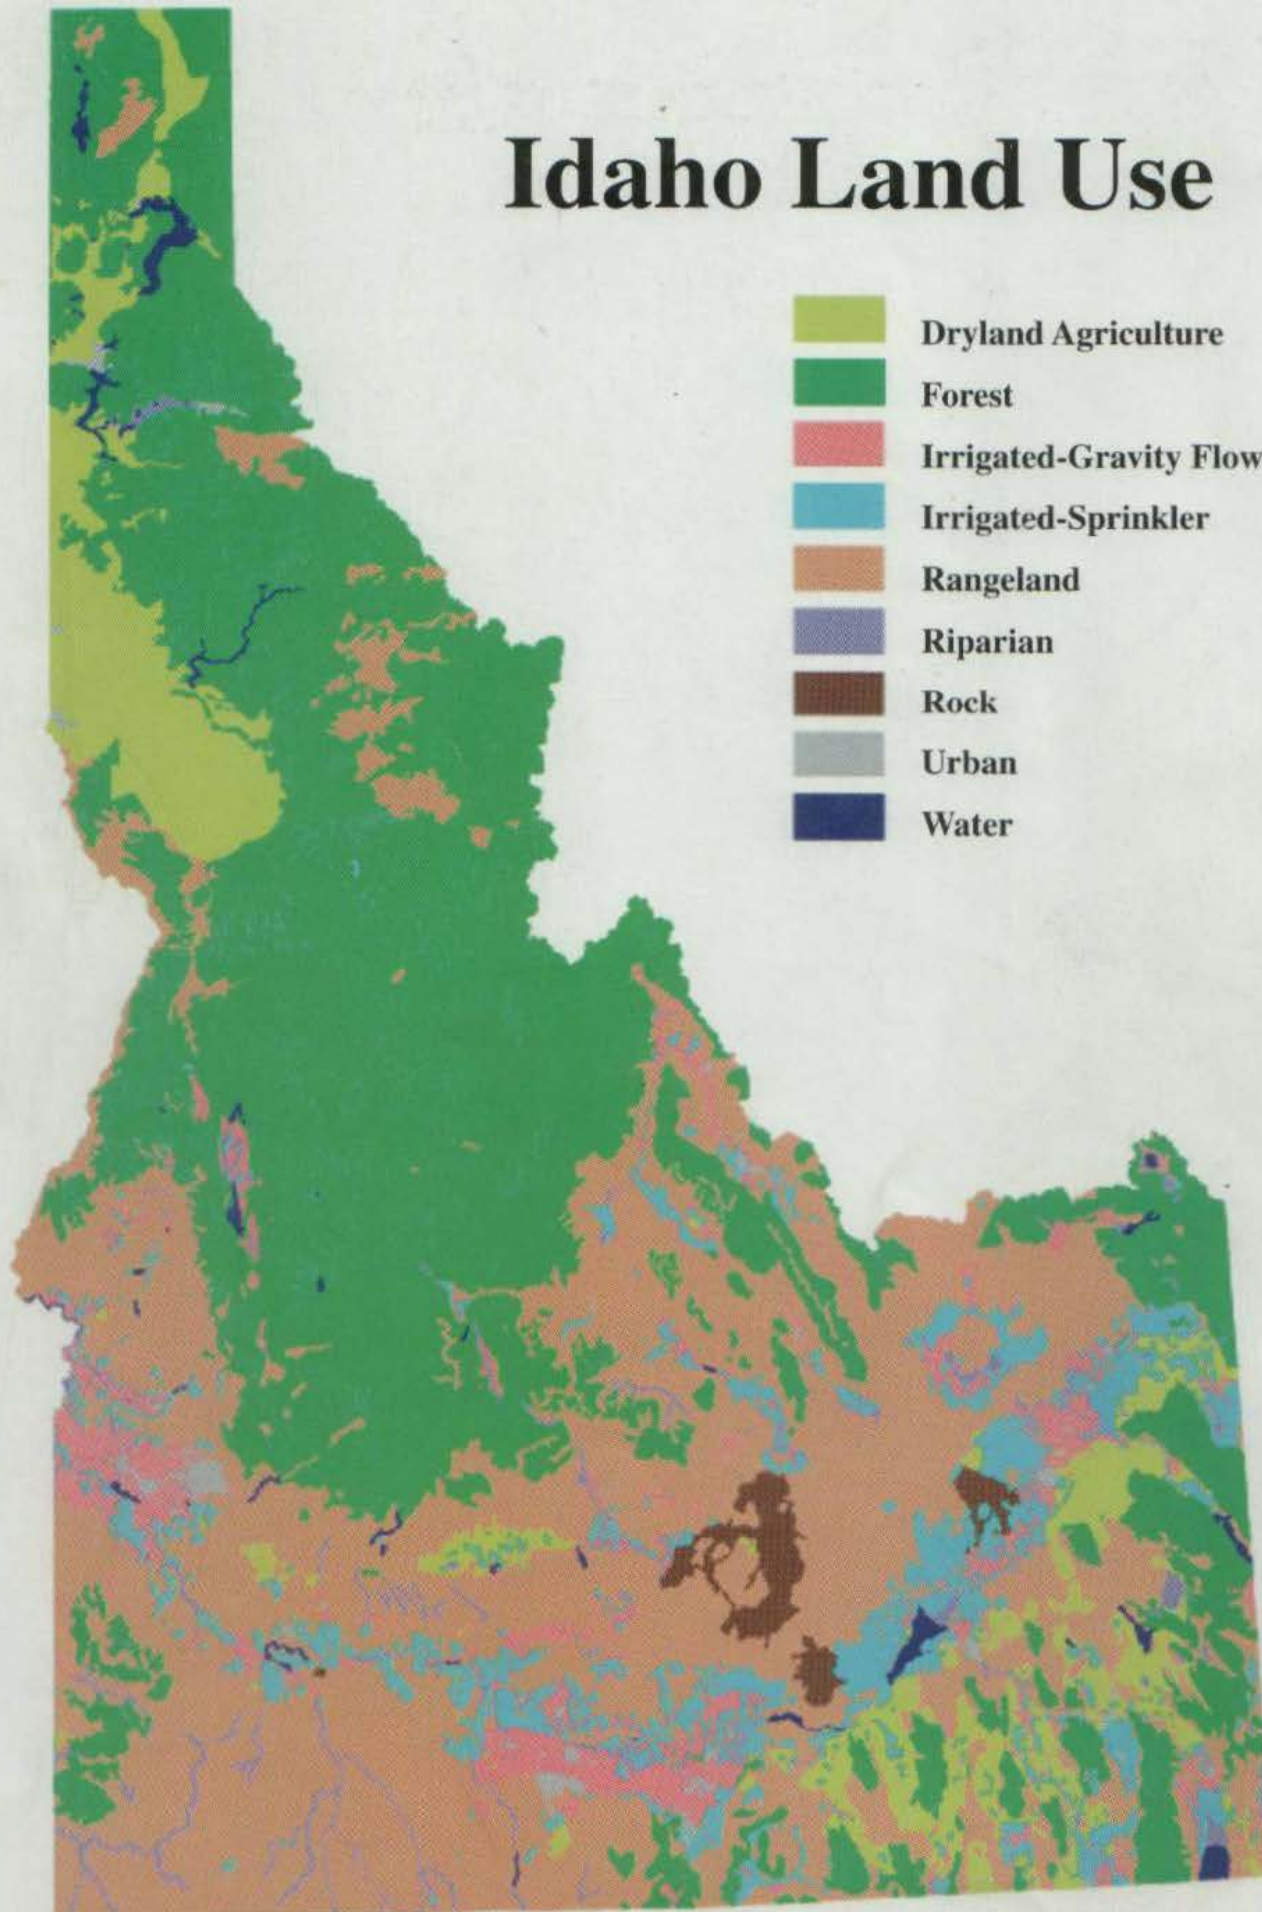 Idaho Land Use
Dryland Agriculture
Forest
Irrigated-Gravity Flow
Irrigated-Sprinkler
Rangeland
Riparian
Rock
Urban
Water